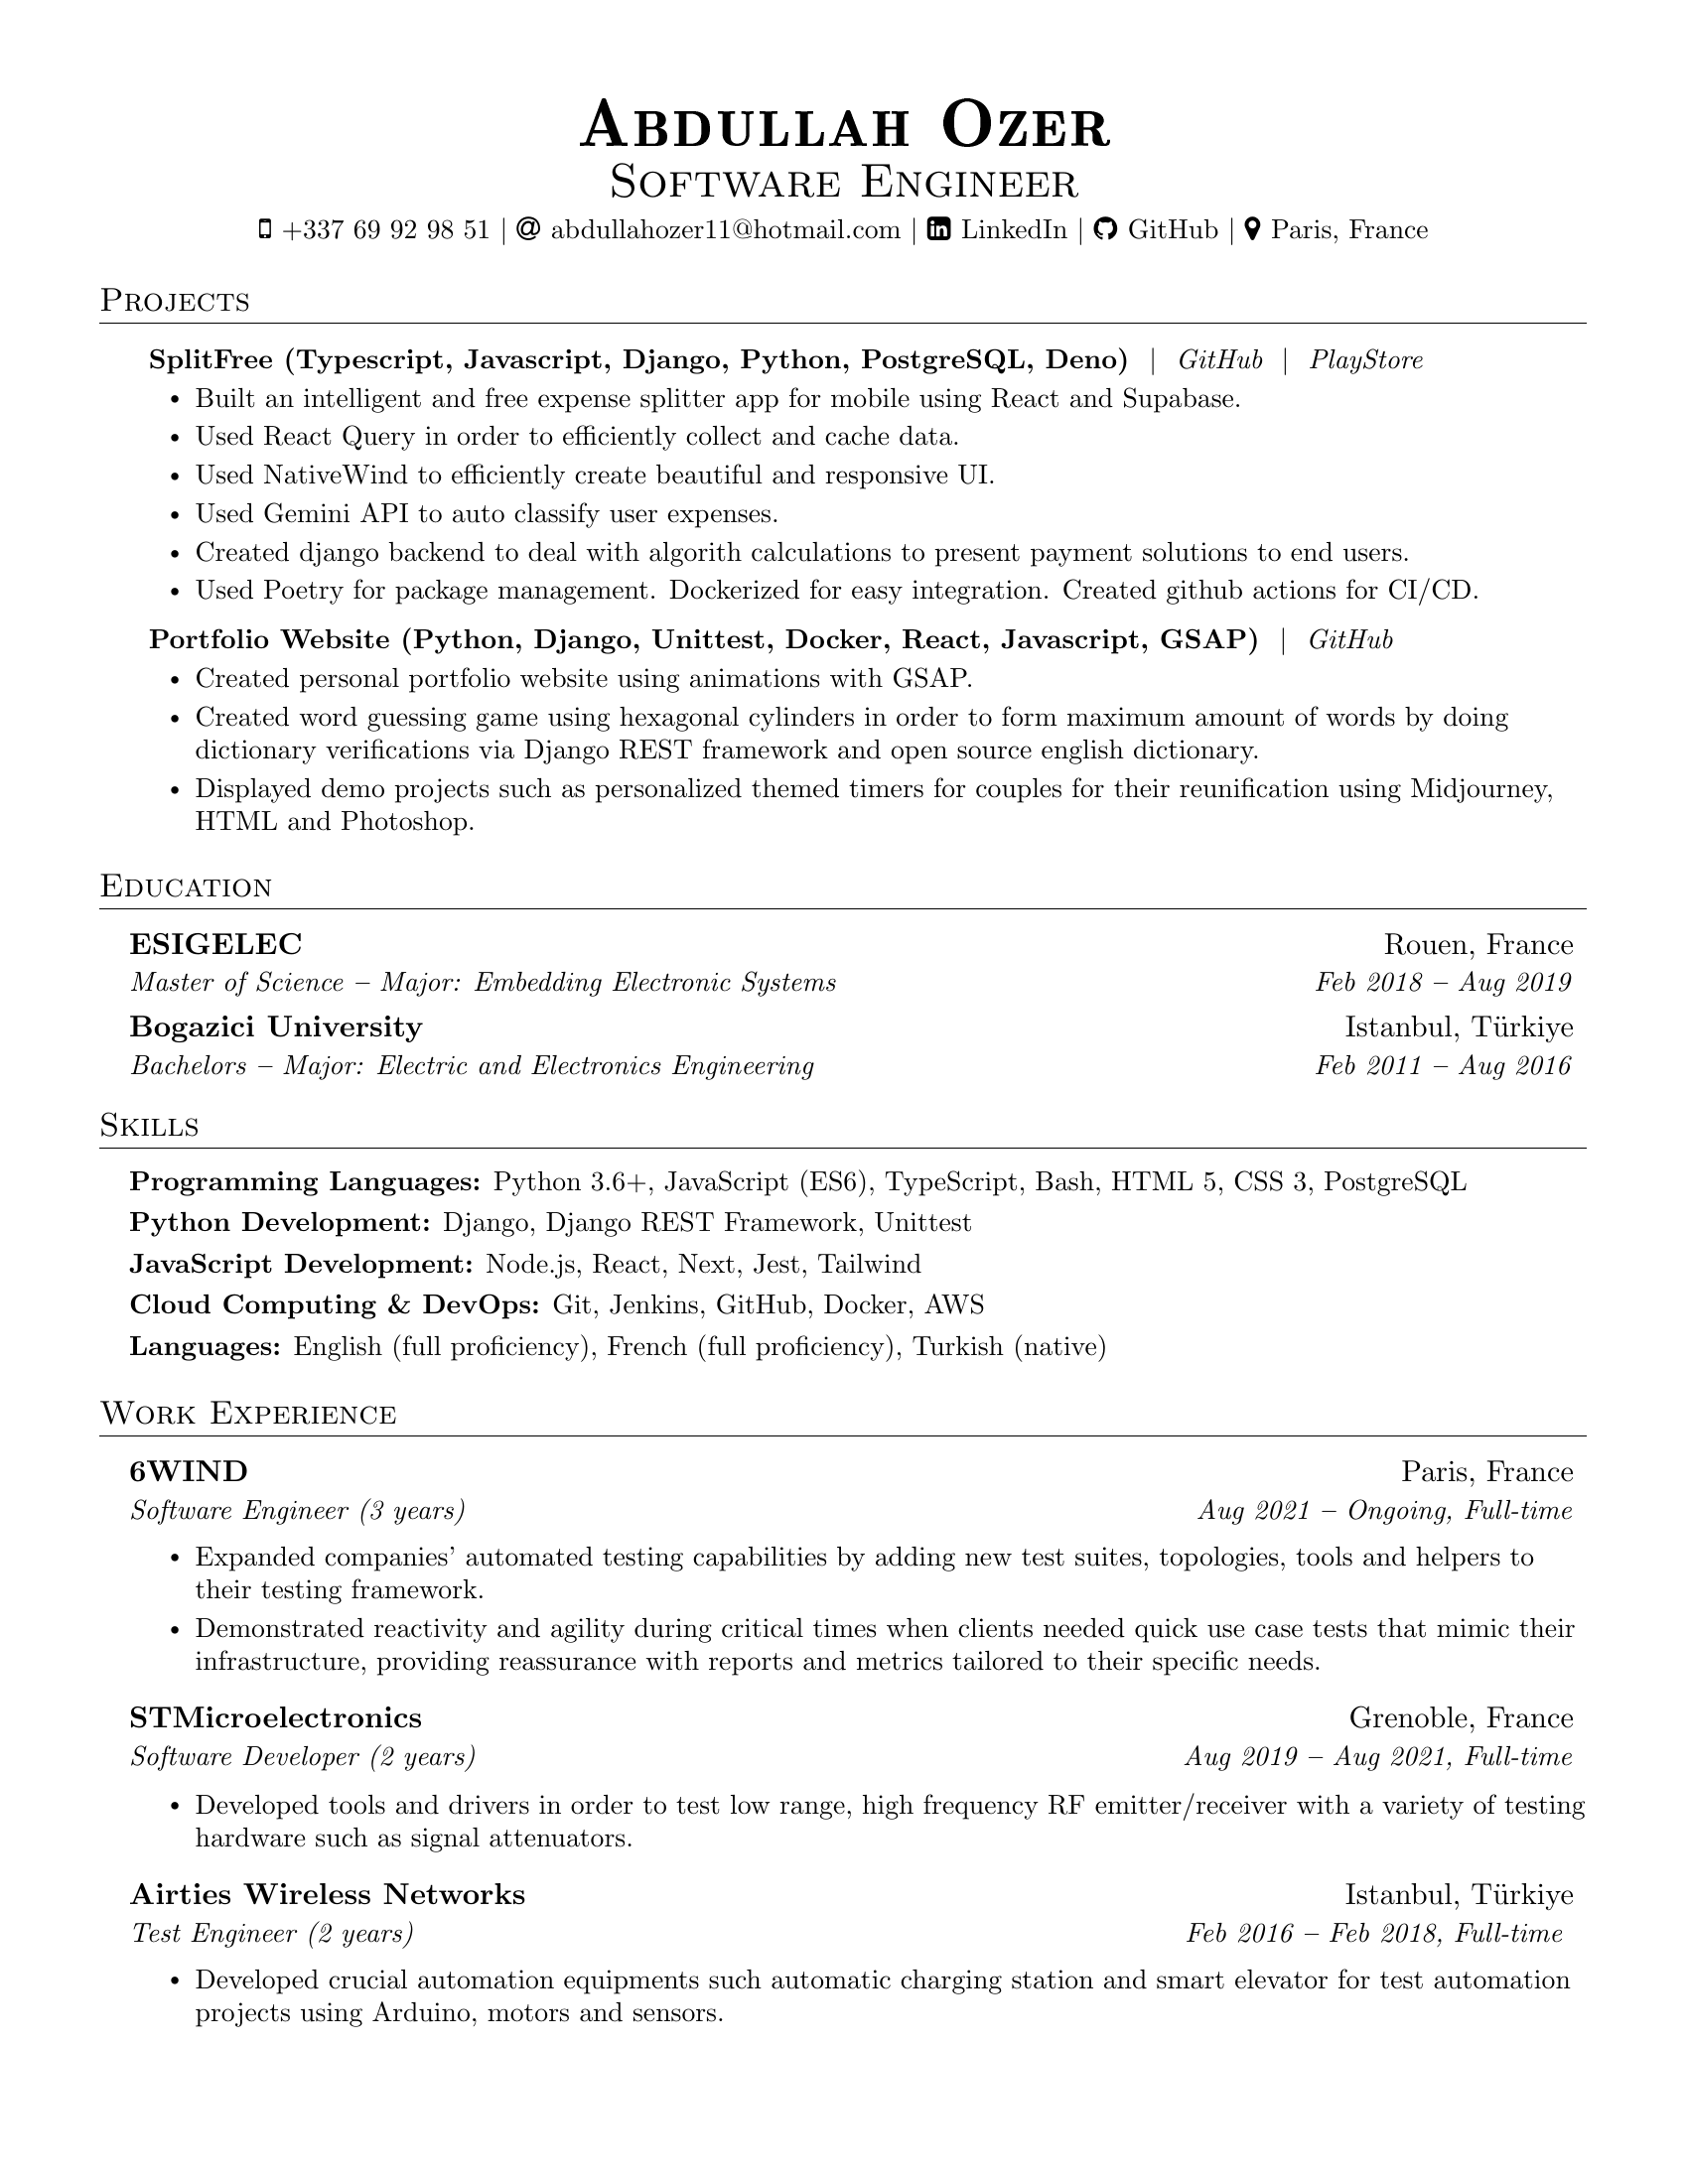 Abdullah Ozer
Software Engineer
+337 69 92 98 51 | abdullahozer11@hotmail.com | LinkedIn | GitHub | Paris, France
Projects
SplitFree (Typescript, Javascript, Django, Python, PostgreSQL, Deno) | GitHub | PlayStore
• Built an intelligent and free expense splitter app for mobile using React and Supabase.
• Used React Query in order to efficiently collect and cache data.
• Used NativeWind to efficiently create beautiful and responsive UI.
• Used Gemini API to auto classify user expenses.
• Created django backend to deal with algorith calculations to present payment solutions to end users.
• Used Poetry for package management. Dockerized for easy integration. Created github actions for CI/CD.
Portfolio Website (Python, Django, Unittest, Docker, React, Javascript, GSAP) | GitHub
• Created personal portfolio website using animations with GSAP.
• Created word guessing game using hexagonal cylinders in order to form maximum amount of words by doing
dictionary verifications via Django REST framework and open source english dictionary.
• Displayed demo projects such as personalized themed timers for couples for their reunification using Midjourney,
HTML and Photoshop.
Education
ESIGELEC Rouen, France
Master of Science – Major: Embedding Electronic Systems Feb 2018 – Aug 2019
Bogazici University Istanbul, Türkiye
Bachelors – Major: Electric and Electronics Engineering Feb 2011 – Aug 2016
Skills
Programming Languages: Python 3.6+, JavaScript (ES6), TypeScript, Bash, HTML 5, CSS 3, PostgreSQL
Python Development: Django, Django REST Framework, Unittest
JavaScript Development: Node.js, React, Next, Jest, Tailwind
Cloud Computing & DevOps: Git, Jenkins, GitHub, Docker, AWS
Languages: English (full proficiency), French (full proficiency), Turkish (native)
Work Experience
6WIND Paris, France
Software Engineer (3 years) Aug 2021 – Ongoing, Full-time
• Expanded companies' automated testing capabilities by adding new test suites, topologies, tools and helpers to
their testing framework.
• Demonstrated reactivity and agility during critical times when clients needed quick use case tests that mimic their
infrastructure, providing reassurance with reports and metrics tailored to their specific needs.
STMicroelectronics Grenoble, France
Software Developer (2 years) Aug 2019 – Aug 2021, Full-time
• Developed tools and drivers in order to test low range, high frequency RF emitter/receiver with a variety of testing
hardware such as signal attenuators.
Airties Wireless Networks Istanbul, Türkiye
Test Engineer (2 years) Feb 2016 – Feb 2018, Full-time
• Developed crucial automation equipments such automatic charging station and smart elevator for test automation
projects using Arduino, motors and sensors.